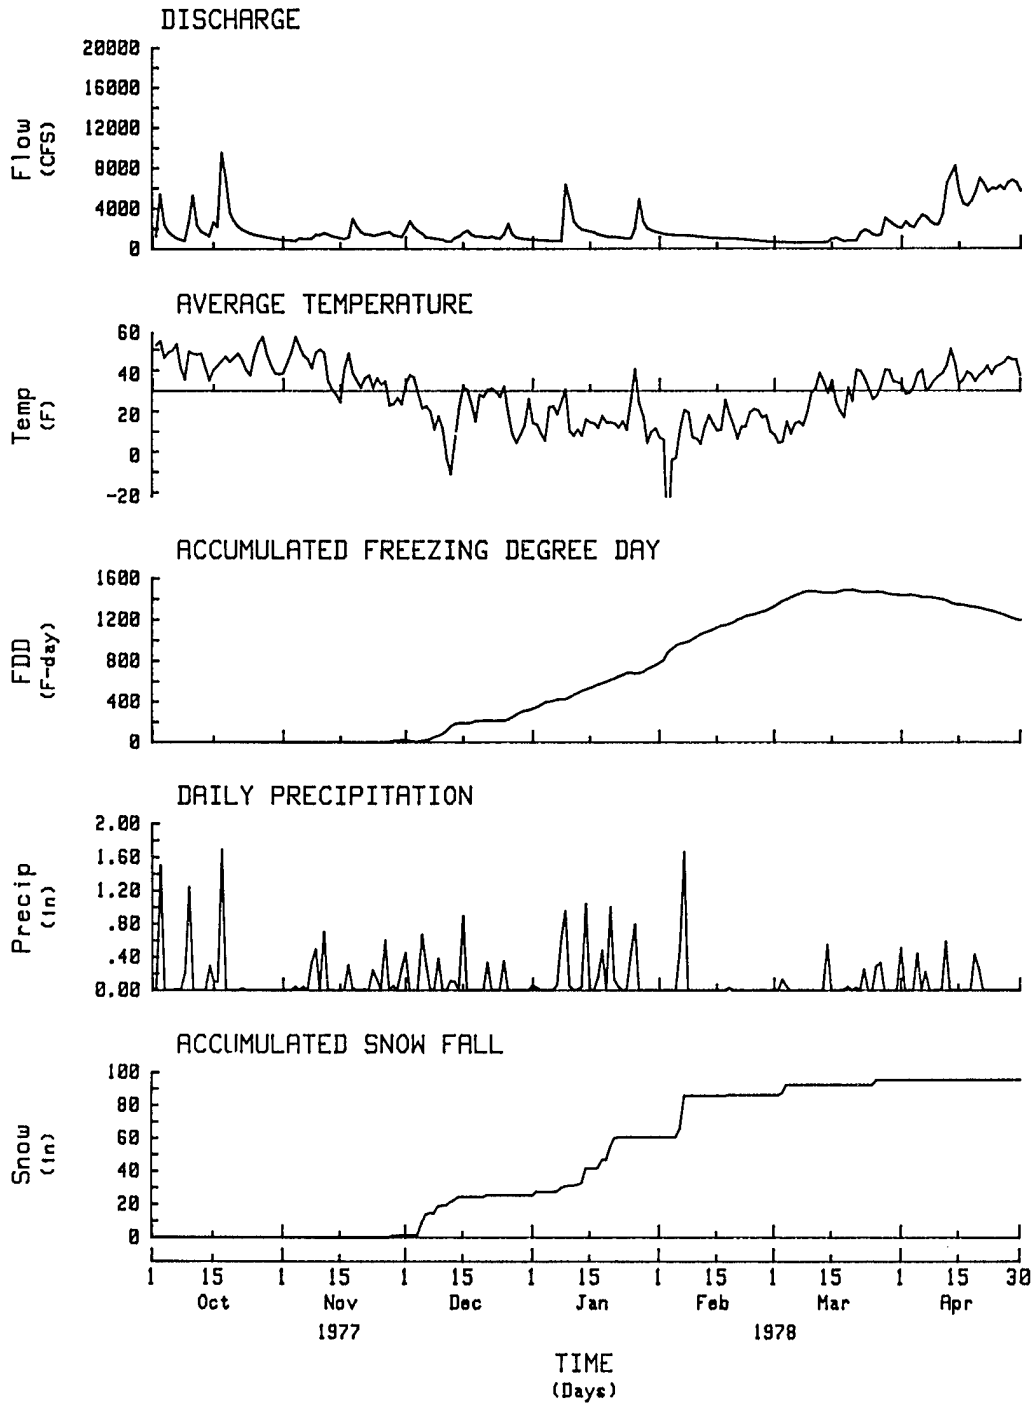 DISCHARGE
20000
16000
12000
8000
4000
0
Flow
(CFS)
AVERAGE TEMPERATURE
60
40
20
0
-20
Temp
(F)
ACCUMULATED FREEZING DEGREE DAY
1600
1200
800
400
0
FDD
(F-day)
DAILY PRECIPITATION
2.00
1.60
1.20
.80
.40
0.00
Precip
(in)
ACCUMULATED SNOW FALL
100
80
60
40
20
0
Snow
(in)
1 15 1 15 1 15 1 15 1 15 1 15 1 15 30
Oct Nov Dec Jan Feb Mar Apr
1977 1978
TIME
(Days)